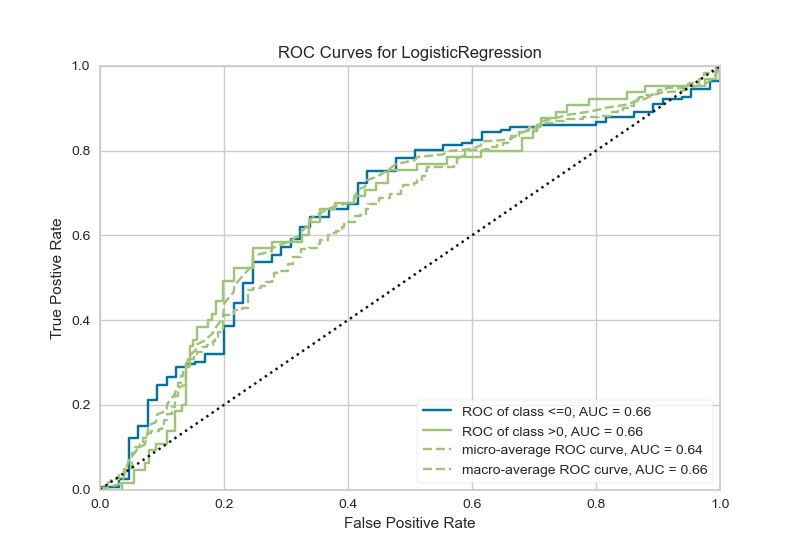 ROC Curves for LogisticRegression
1.0
0.8
0.6
0.4
0.2
0.0
True Postive Rate
0.0 0.2 0.4 0.6 0.8 1.0
False Positive Rate
ROC of class <=0, AUC = 0.66
ROC of class >0, AUC = 0.66
micro-average ROC curve, AUC = 0.64
macro-average ROC curve, AUC = 0.66